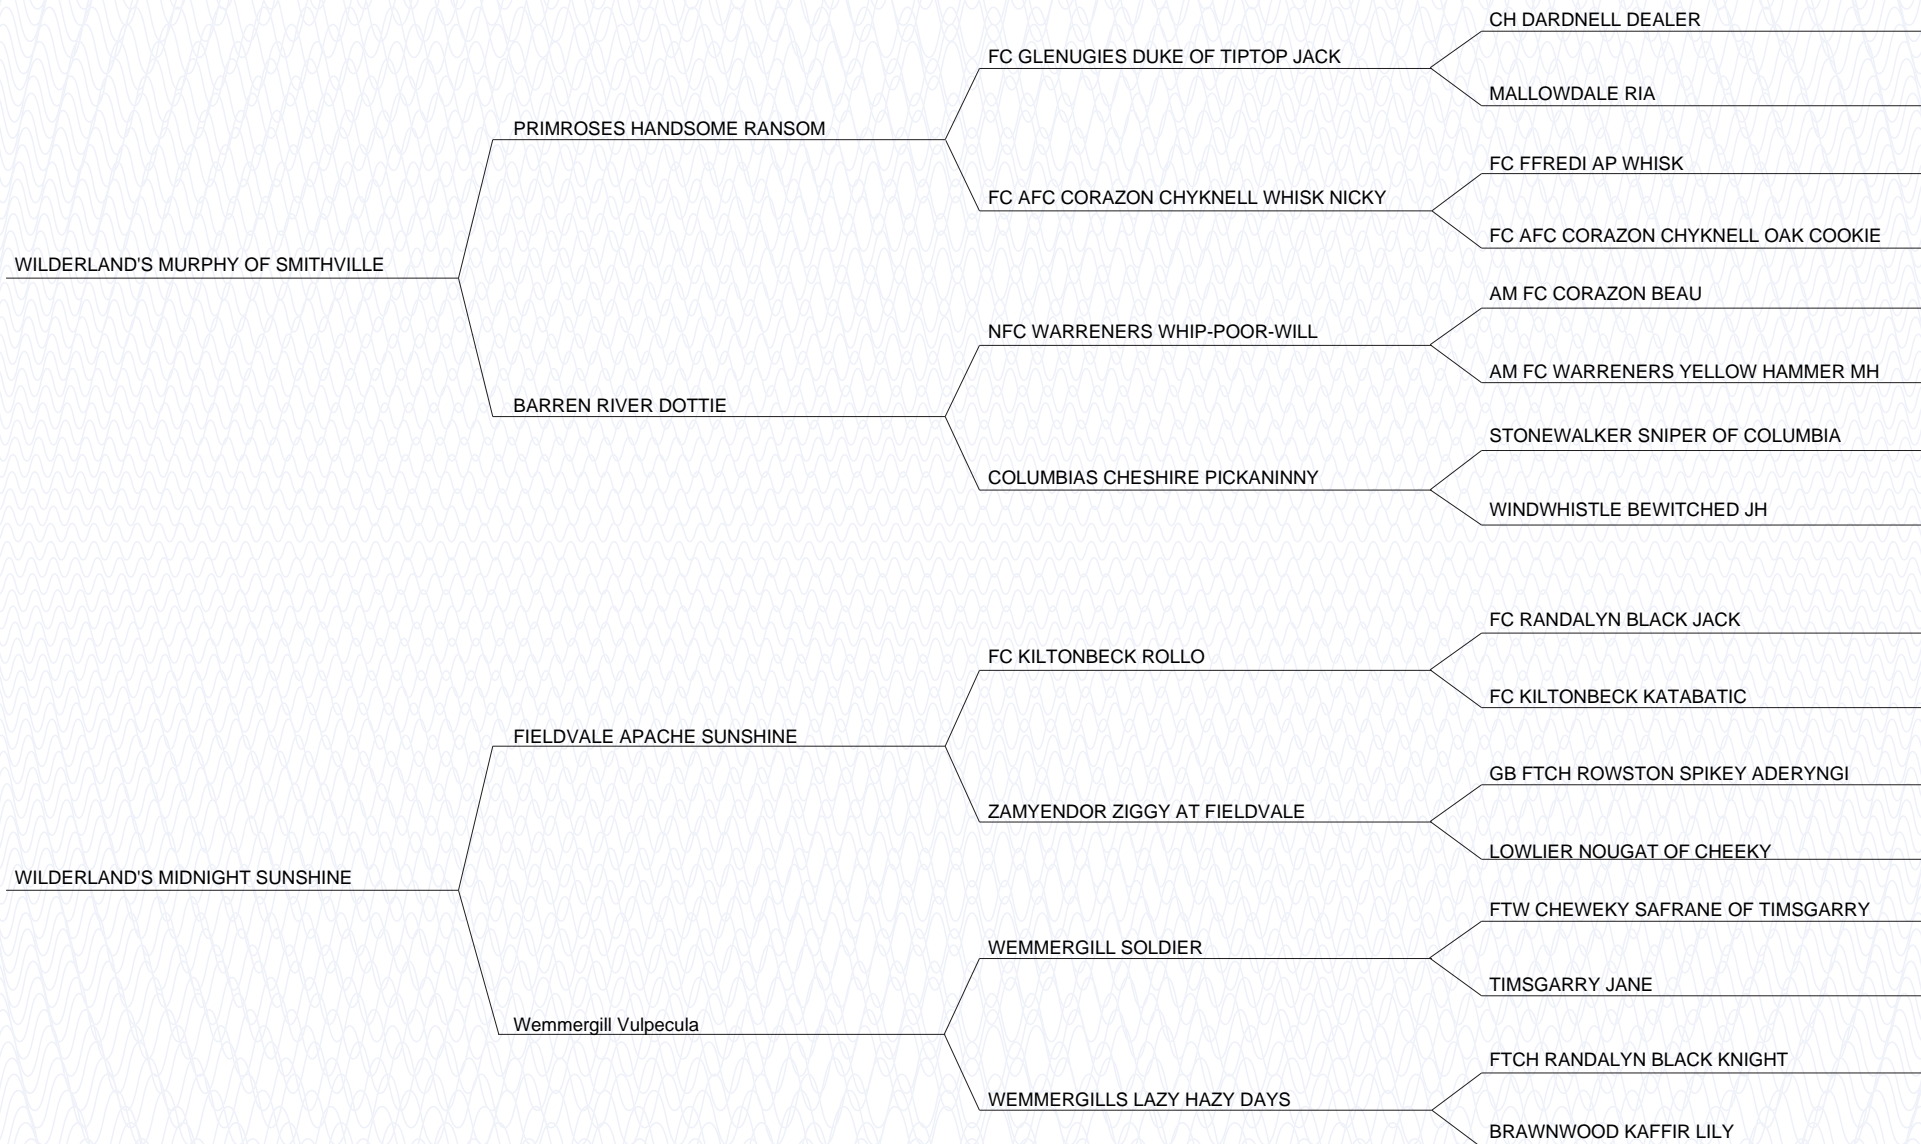 CH DARDNELL DEALER
FC GLENUGIES DUKE OF TIPTOP JACK
MALLOWDALE RIA
PRIMROSES HANDSOME RANSOM
FC FFREDI AP WHISK
FC AFC CORAZON CHYKNELL WHISK NICKY
FC AFC CORAZON CHYKNELL OAK COOKIE
WILDERLAND'S MURPHY OF SMITHVILLE
AM FC CORAZON BEAU
NFC WARRENERS WHIP-POOR-WILL
AM FC WARRENERS YELLOW HAMMER MH
BARREN RIVER DOTTIE
STONEWALKER SNIPER OF COLUMBIA
COLUMBIAS CHESHIRE PICKANINNY
WINDWHISTLE BEWITCHED JH
FC RANDALYN BLACK JACK
FC KILTONBECK ROLLO
FC KILTONBECK KATABATIC
FIELDVALE APACHE SUNSHINE
GB FTCH ROWSTON SPIKEY ADERYNGI
ZAMYENDOR ZIGGY AT FIELDVALE
LOWLIER NOUGAT OF CHEEKY
WILDERLAND'S MIDNIGHT SUNSHINE
FTW CHEWEKY SAFRANE OF TIMSGARRY
WEMMERGILL SOLDIER
TIMSGARRY JANE
Wemmergill Vulpecula
FTCH RANDALYN BLACK KNIGHT
WEMMERGILLS LAZY HAZY DAYS
BRAWNWOOD KAFFIR LILY